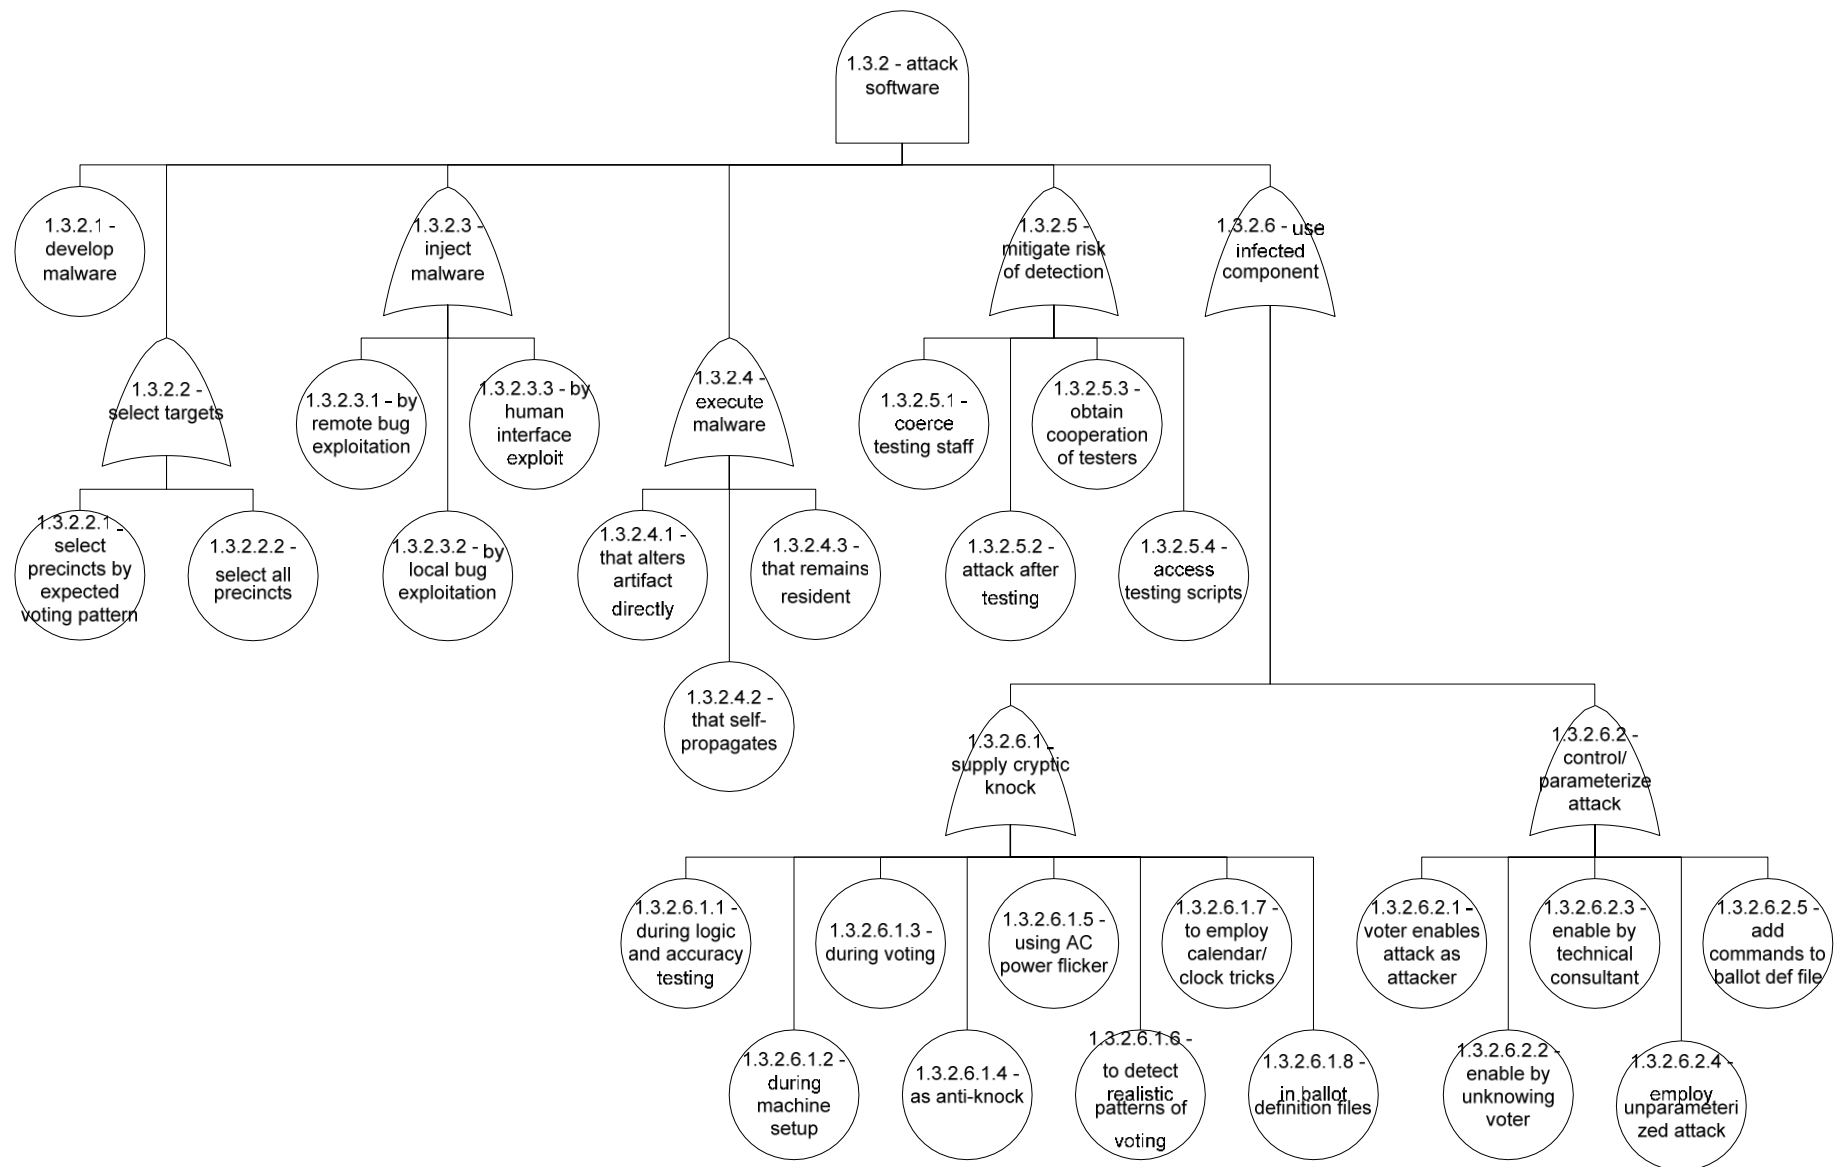 1.3.2 - attack
software
1.3.2.1 -
develop
malware
1.3.2.3 -
inject
malware
1.3.2.5 -
mitigate risk
of detection
1.3.2.6 - use
infected
component
1.3.2.2 -
select targets
1.3.2.3.1 - by
remote bug
exploitation
1.3.2.3.3 - by
human
interface
exploit
1.3.2.4 -
execute
malware
1.3.2.5.1 -
coerce
testing staff
1.3.2.5.3 -
obtain
cooperation
of testers
1.3.2.2.1 -
select
precincts by
expected
voting pattern
1.3.2.2.2 -
select all
precincts
1.3.2.3.2 - by
local bug
exploitation
1.3.2.4.1 -
that alters
artifact
directly
1.3.2.4.3 -
that remains
resident
1.3.2.5.2 -
attack after
testing
1.3.2.5.4 -
access
testing scripts
1.3.2.4.2 -
that self-
propagates
1.3.2.6.1 -
supply cryptic
knock
1.3.2.6.2 -
control/
parameterize
attack
1.3.2.6.1.1 -
during logic
and accuracy
testing
1.3.2.6.1.3 -
during voting
1.3.2.6.1.5 -
using AC
power flicker
1.3.2.6.1.7 -
to employ
calendar/
clock tricks
1.3.2.6.2.1 -
voter enables
attack as
attacker
1.3.2.6.2.3 -
enable by
technical
consultant
1.3.2.6.2.5 -
add
commands to
ballot def file
1.3.2.6.1.2 -
during
machine
setup
1.3.2.6.1.4 -
as anti-knock
1.3.2.6.1.6 -
to detect
realistic
patterns of
voting
1.3.2.6.1.8 -
in ballot
definition files
1.3.2.6.2.2 -
enable by
unknowing
voter
1.3.2.6.2.4 -
employ
unparameteri
zed attack